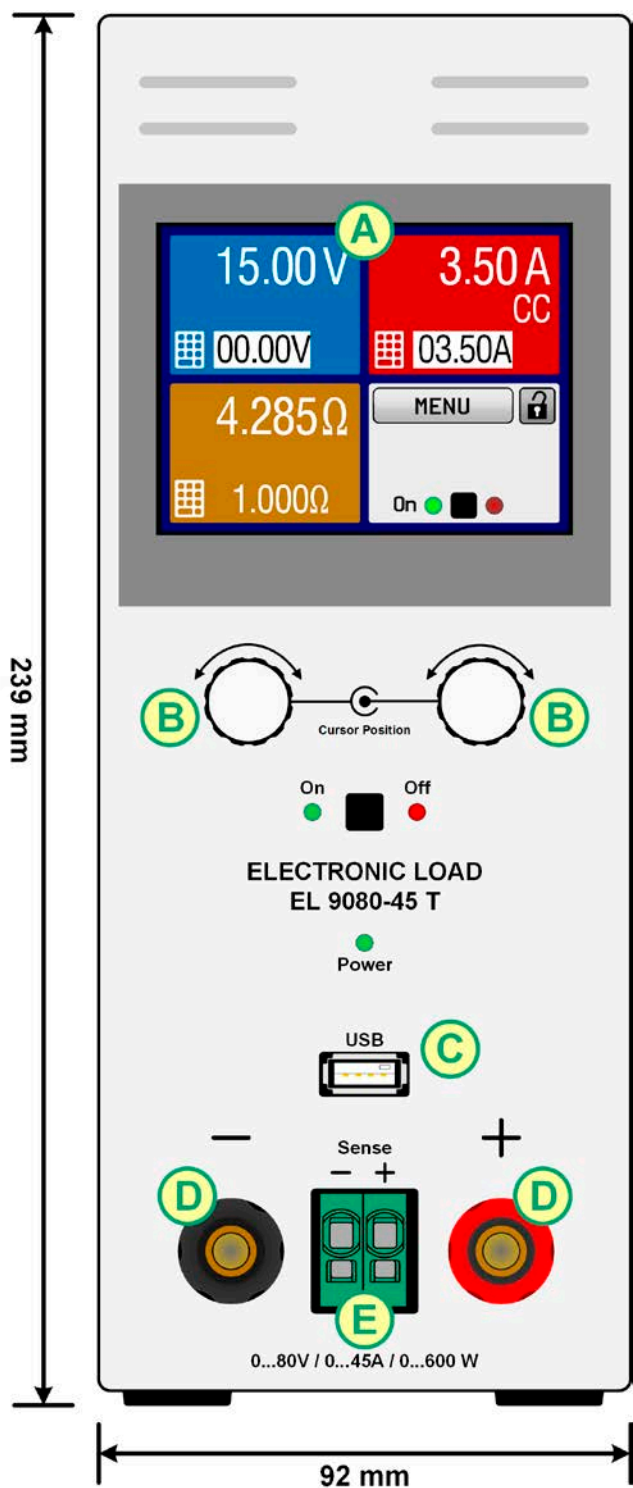 A
15.00 V
3.50 A
CC
00.00V
03.50A
4.285Ω
MENU
1.000Ω
On
239 mm
B
B
Cursor Position
On
Off
ELECTRONIC LOAD
EL 9080-45 T
Power
USB
C
− +
Sense
− +
D
D
E
0...80V / 0...45A / 0...600 W
92 mm